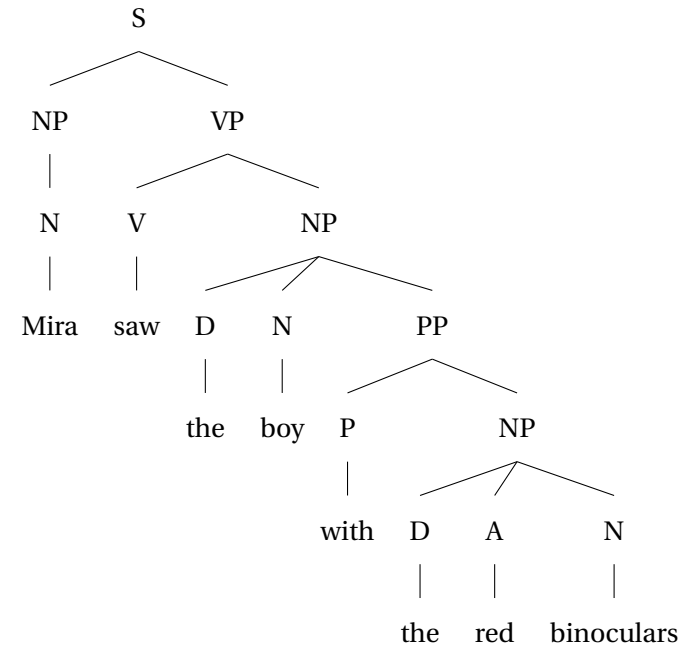 S
NP VP
N V NP
Mira saw D N PP
the boy P NP
with D A N
the red binoculars